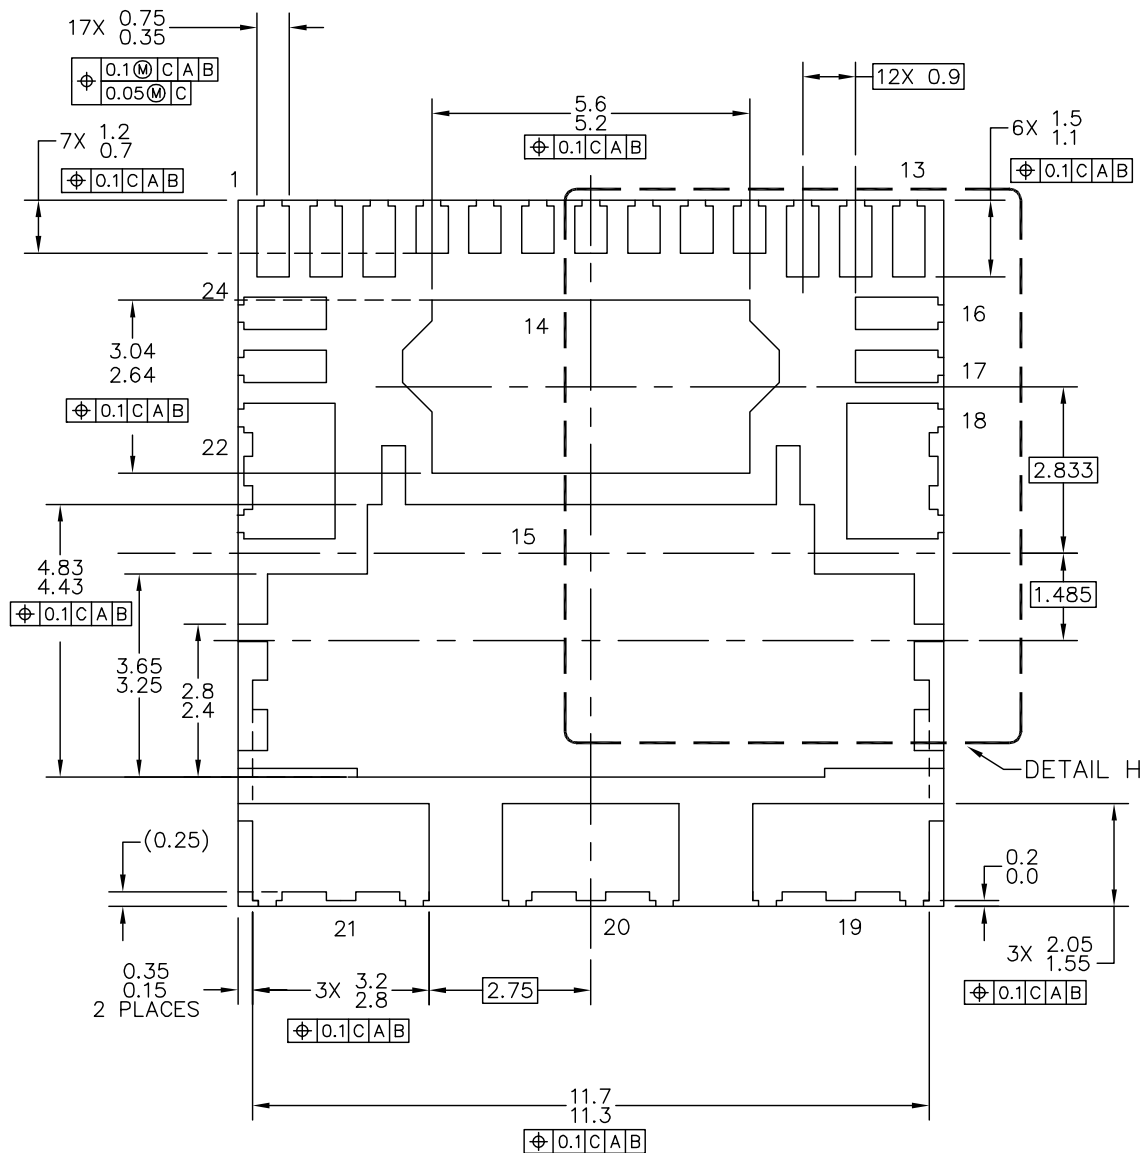 17X 0.75
0.35
⌖ 0.1 Ⓜ C A B
0.05 Ⓜ C
12X 0.9
5.6
5.2
⌖ 0.1 C A B
7X 1.2
0.7
⌖ 0.1 C A B
6X 1.5
1.1
⌖ 0.1 C A B
1
13
24
14
16
3.04
2.64
⌖ 0.1 C A B
17
22
18
2.833
15
4.83
4.43
⌖ 0.1 C A B
1.485
3.65
3.25
2.8
2.4
DETAIL H
(0.25)
0.2
0.0
21
20
19
3X 2.05
1.55
⌖ 0.1 C A B
0.35
0.15
2 PLACES
3X 3.2
2.8
⌖ 0.1 C A B
2.75
11.7
11.3
⌖ 0.1 C A B